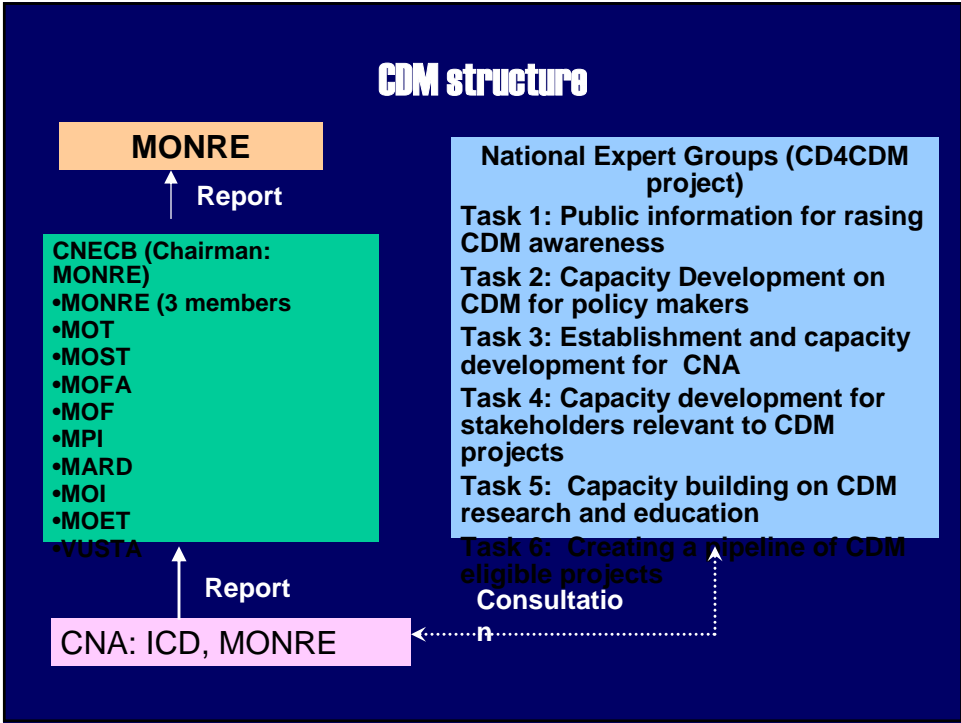 CDM structure
MONRE
Report
CNECB (Chairman:
MONRE)
•MONRE (3 members
•MOT
•MOST
•MOFA
•MOF
•MPI
•MARD
•MOI
•MOET
•VUSTA
Report
CNA: ICD, MONRE
National Expert Groups (CD4CDM
project)
Task 1: Public information for rasing
CDM awareness
Task 2: Capacity Development on
CDM for policy makers
Task 3: Establishment and capacity
development for  CNA
Task 4: Capacity development for
stakeholders relevant to CDM
projects
Task 5:  Capacity building on CDM
research and education
Task 6:  Creating a pipeline of CDM
eligible projects
Consultatio
n